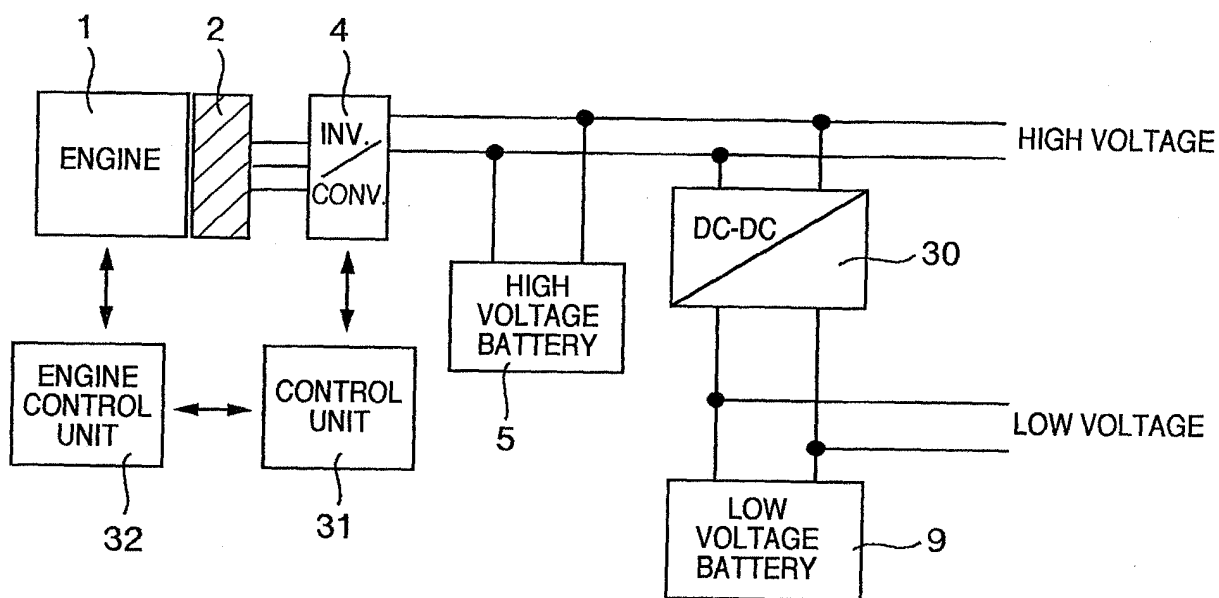 1
2
4
ENGINE
INV.
CONV.
HIGH VOLTAGE
DC-DC
30
HIGH
VOLTAGE
BATTERY
5
ENGINE
CONTROL
UNIT
32
CONTROL
UNIT
31
LOW VOLTAGE
LOW
VOLTAGE
BATTERY
9